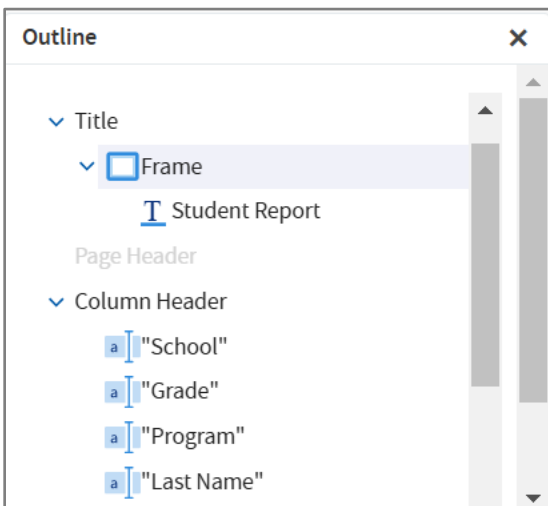 Outline
Title
Frame
T Student Report
Page Header
Column Header
a "School"
a "Grade"
a "Program"
a "Last Name"